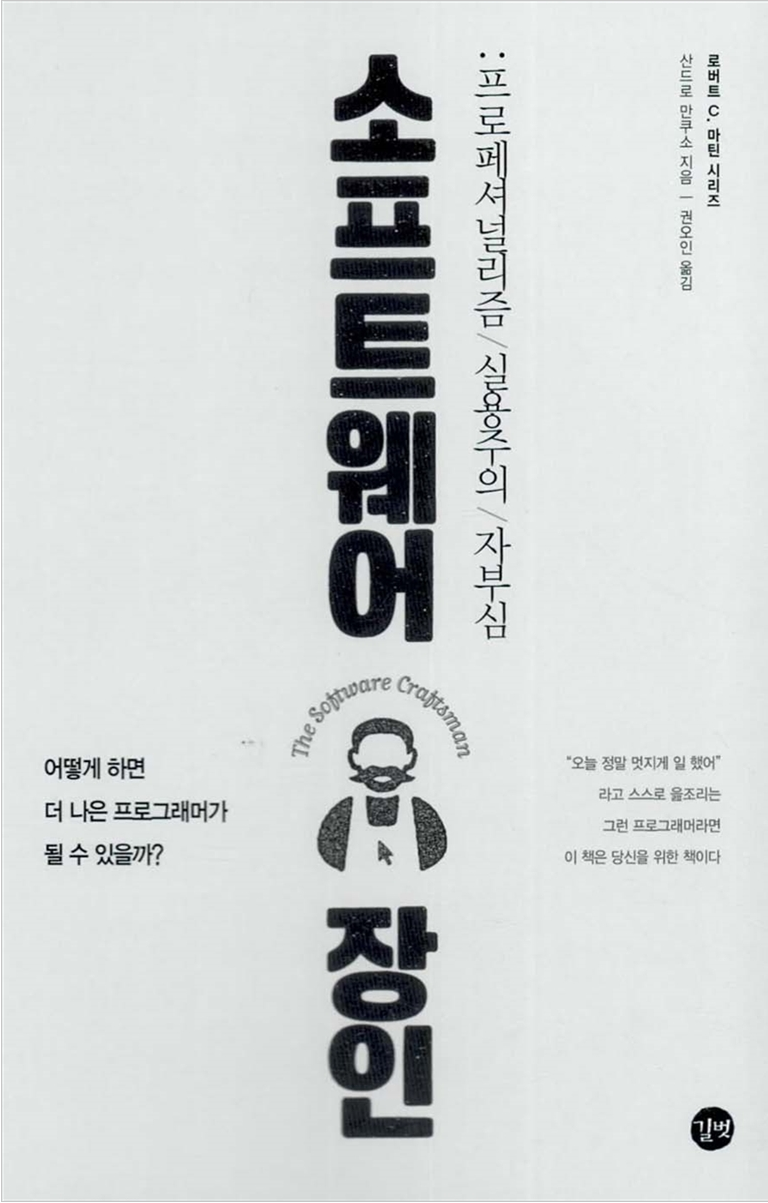 로버트 C. 마틴 시리즈
산드로 만쿠소 지음 — 권오인 옮김
: 프로페셔널리즘 / 실용주의 / 자부심
소프트웨어
The Software Craftsman
장인
어떻게 하면
더 나은 프로그래머가
될 수 있을까?
“오늘 정말 멋지게 일 했어”
라고 스스로 읊조리는
그런 프로그래머라면
이 책은 당신을 위한 책이다
길벗